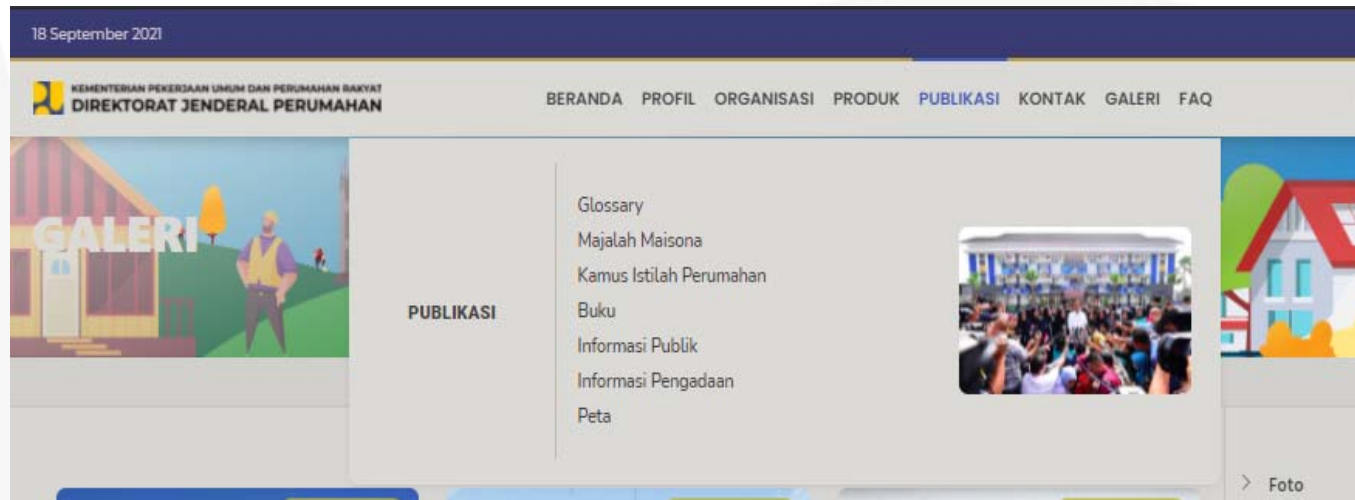 18 September 2021
KEMENTERIAN PEKERJAAN UMUM DAN PERUMAHAN RAKYAT
DIREKTORAT JENDERAL PERUMAHAN
BERANDA PROFIL ORGANISASI PRODUK PUBLIKASI KONTAK GALERI FAQ
GALERI
PUBLIKASI
Glossary
Majalah Maisona
Kamus Istilah Perumahan
Buku
Informasi Publik
Informasi Pengadaan
Peta
> Foto